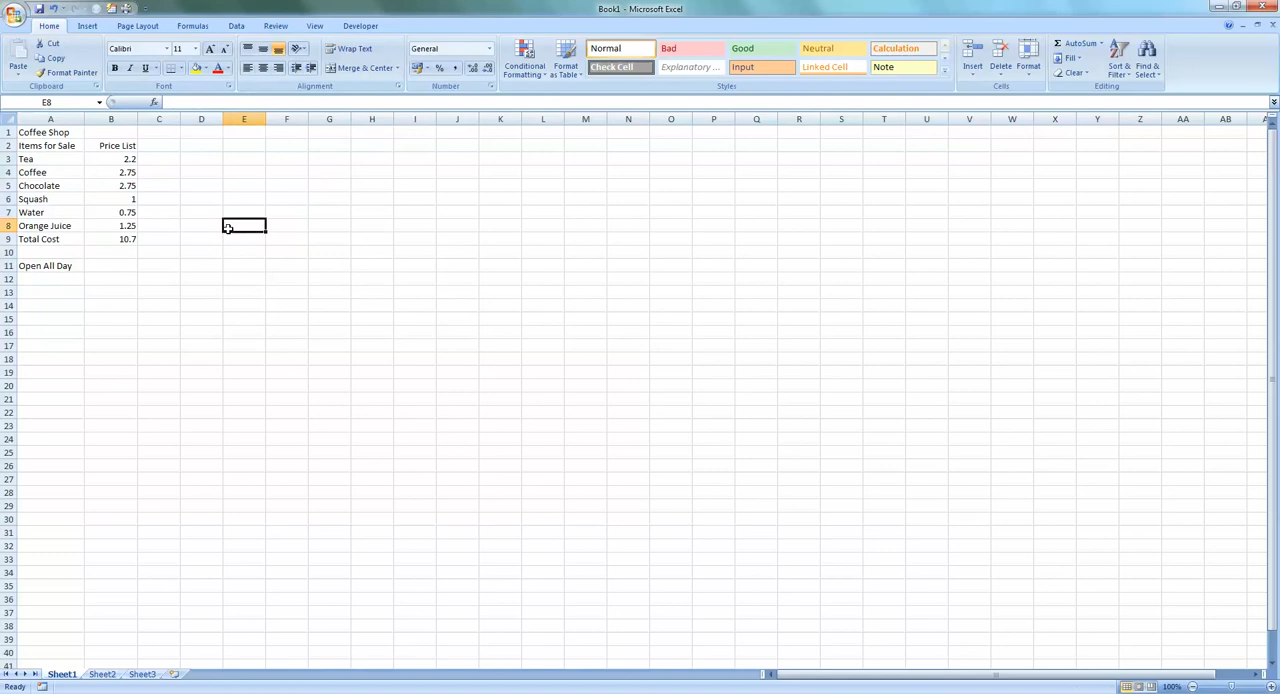 Book1 - Microsoft Excel
Home Insert Page Layout Formulas Data Review View Developer
Paste
Cut
Copy
Format Painter
Clipboard
Calibri 11
B I U
Font
Wrap Text
Merge & Center
Alignment
General
% ,
Number
Conditional Formatting
Format as Table
Normal Bad Good Neutral Calculation
Check Cell Explanatory ... Input Linked Cell Note
Styles
Insert Delete Format
Cells
Σ AutoSum
Fill
Clear
Sort & Filter
Find & Select
Editing
E8 fx
A B C D E F G H I J K L M N O P Q R S T U V W X Y Z AA AB
1 Coffee Shop
2 Items for Sale Price List
3 Tea 2.2
4 Coffee 2.75
5 Chocolate 2.75
6 Squash 1
7 Water 0.75
8 Orange Juice 1.25
9 Total Cost 10.7
10
11 Open All Day
12
13
14
15
16
17
18
19
20
21
22
23
24
25
26
27
28
29
30
31
32
33
34
35
36
37
38
39
40
41
Sheet1 Sheet2 Sheet3
Ready 100%